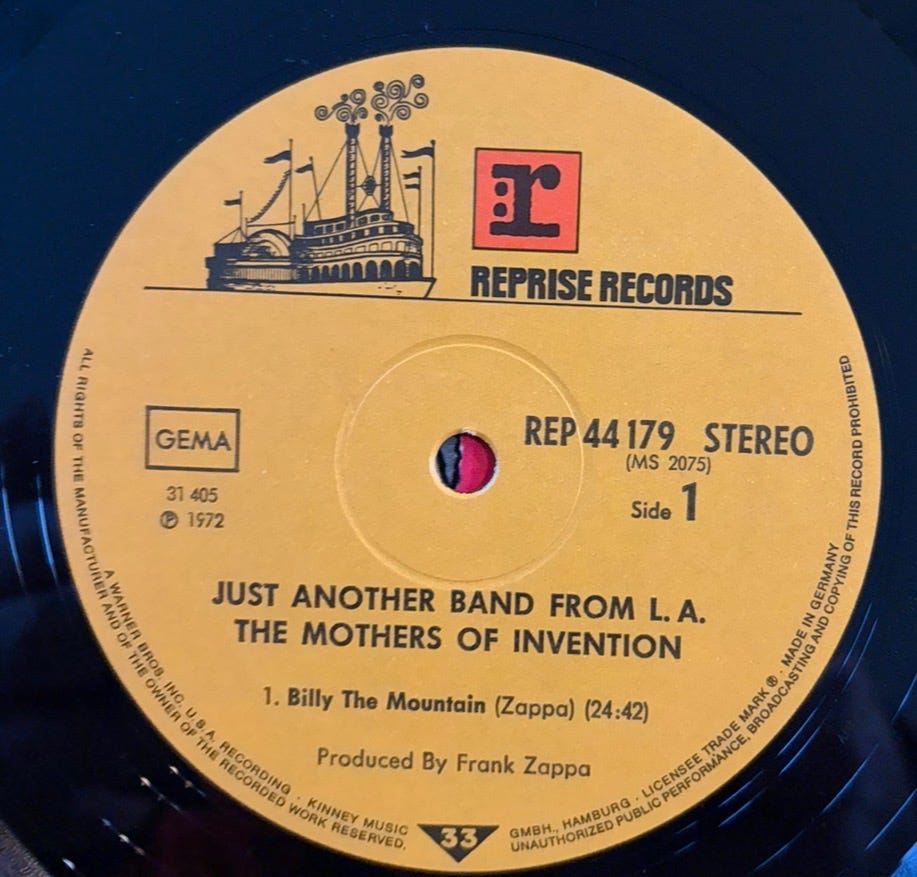 r
REPRISE RECORDS
GEMA
31 405
℗ 1972
REP 44 179 STEREO
(MS 2075)
Side 1
JUST ANOTHER BAND FROM L. A.
THE MOTHERS OF INVENTION
1. Billy The Mountain (Zappa) (24:42)
Produced By Frank Zappa
33
ALL RIGHTS OF THE MANUFACTURER AND OF THE OWNER OF THE RECORDED WORK RESERVED.
A WARNER BROS. INC. U.S.A. RECORDING · KINNEY MUSIC
GMBH., HAMBURG · LICENSEE TRADE MARK ® · MADE IN GERMANY
UNAUTHORIZED PUBLIC PERFORMANCE, BROADCASTING AND COPYING OF THIS RECORD PROHIBITED